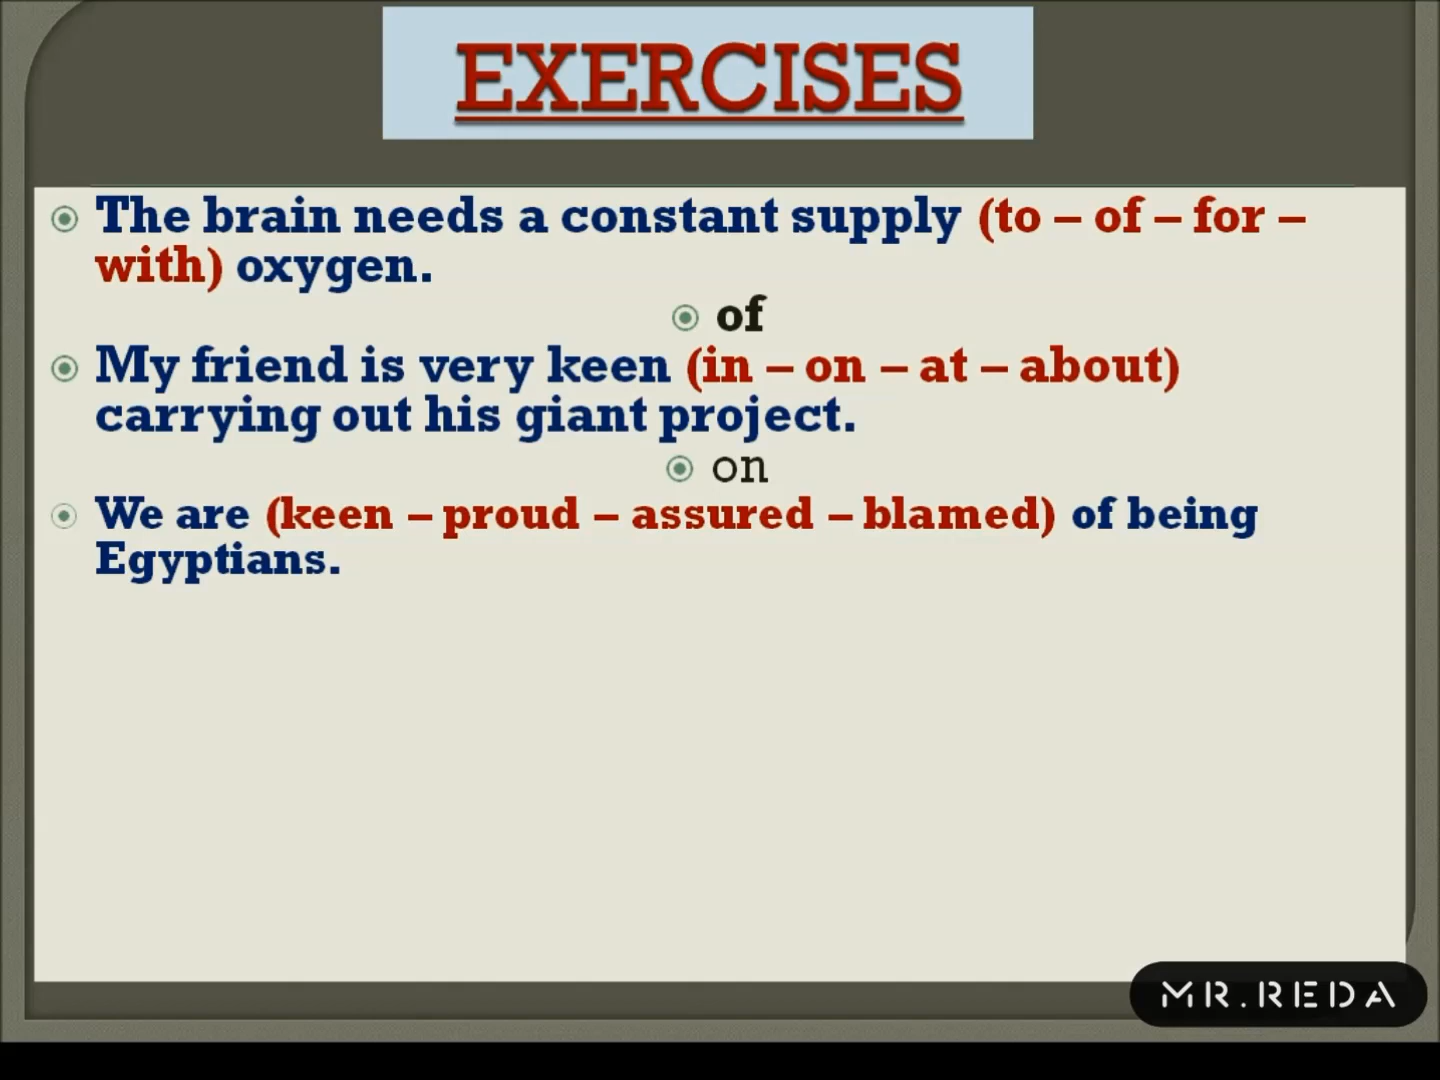 EXERCISES
The brain needs a constant supply (to – of – for –
with) oxygen.
of
My friend is very keen (in – on – at – about)
carrying out his giant project.
on
We are (keen – proud – assured – blamed) of being
Egyptians.
MR.REDA